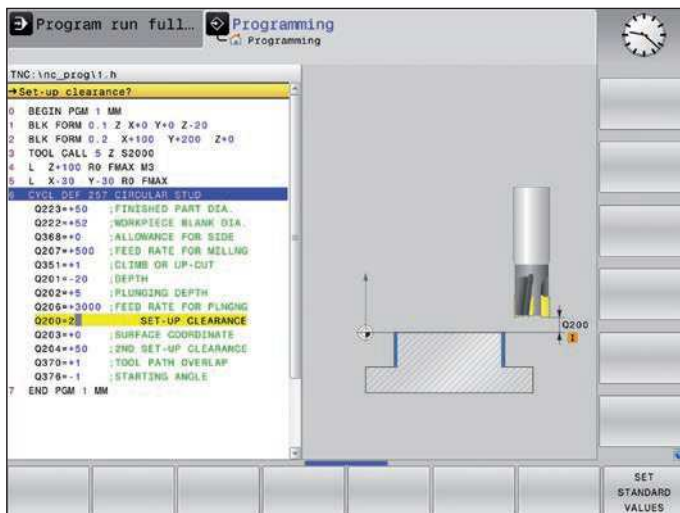 Program run full…
Programming
Programming
TNC:\nc_prog\1.h
→Set-up clearance?
0 BEGIN PGM 1 MM
1 BLK FORM 0.1 Z X+0 Y+0 Z-20
2 BLK FORM 0.2 X+100 Y+200 Z+0
3 TOOL CALL 5 Z S2000
4 L Z+100 R0 FMAX M3
5 L X-30 Y-30 R0 FMAX
6 CYCL DEF 257 CIRCULAR STUD
Q223=+50 ;FINISHED PART DIA.
Q222=+52 ;WORKPIECE BLANK DIA.
Q368=+0 ;ALLOWANCE FOR SIDE
Q207=+500 ;FEED RATE FOR MILLNG
Q351=+1 ;CLIMB OR UP-CUT
Q201=-20 ;DEPTH
Q202=+5 ;PLUNGING DEPTH
Q206=+3000 ;FEED RATE FOR PLNGNG
Q200=2 SET-UP CLEARANCE
Q203=+0 ;SURFACE COORDINATE
Q204=+50 ;2ND SET-UP CLEARANCE
Q370=+1 ;TOOL PATH OVERLAP
Q376=-1 ;STARTING ANGLE
7 END PGM 1 MM
Q200
I
SET
STANDARD
VALUES